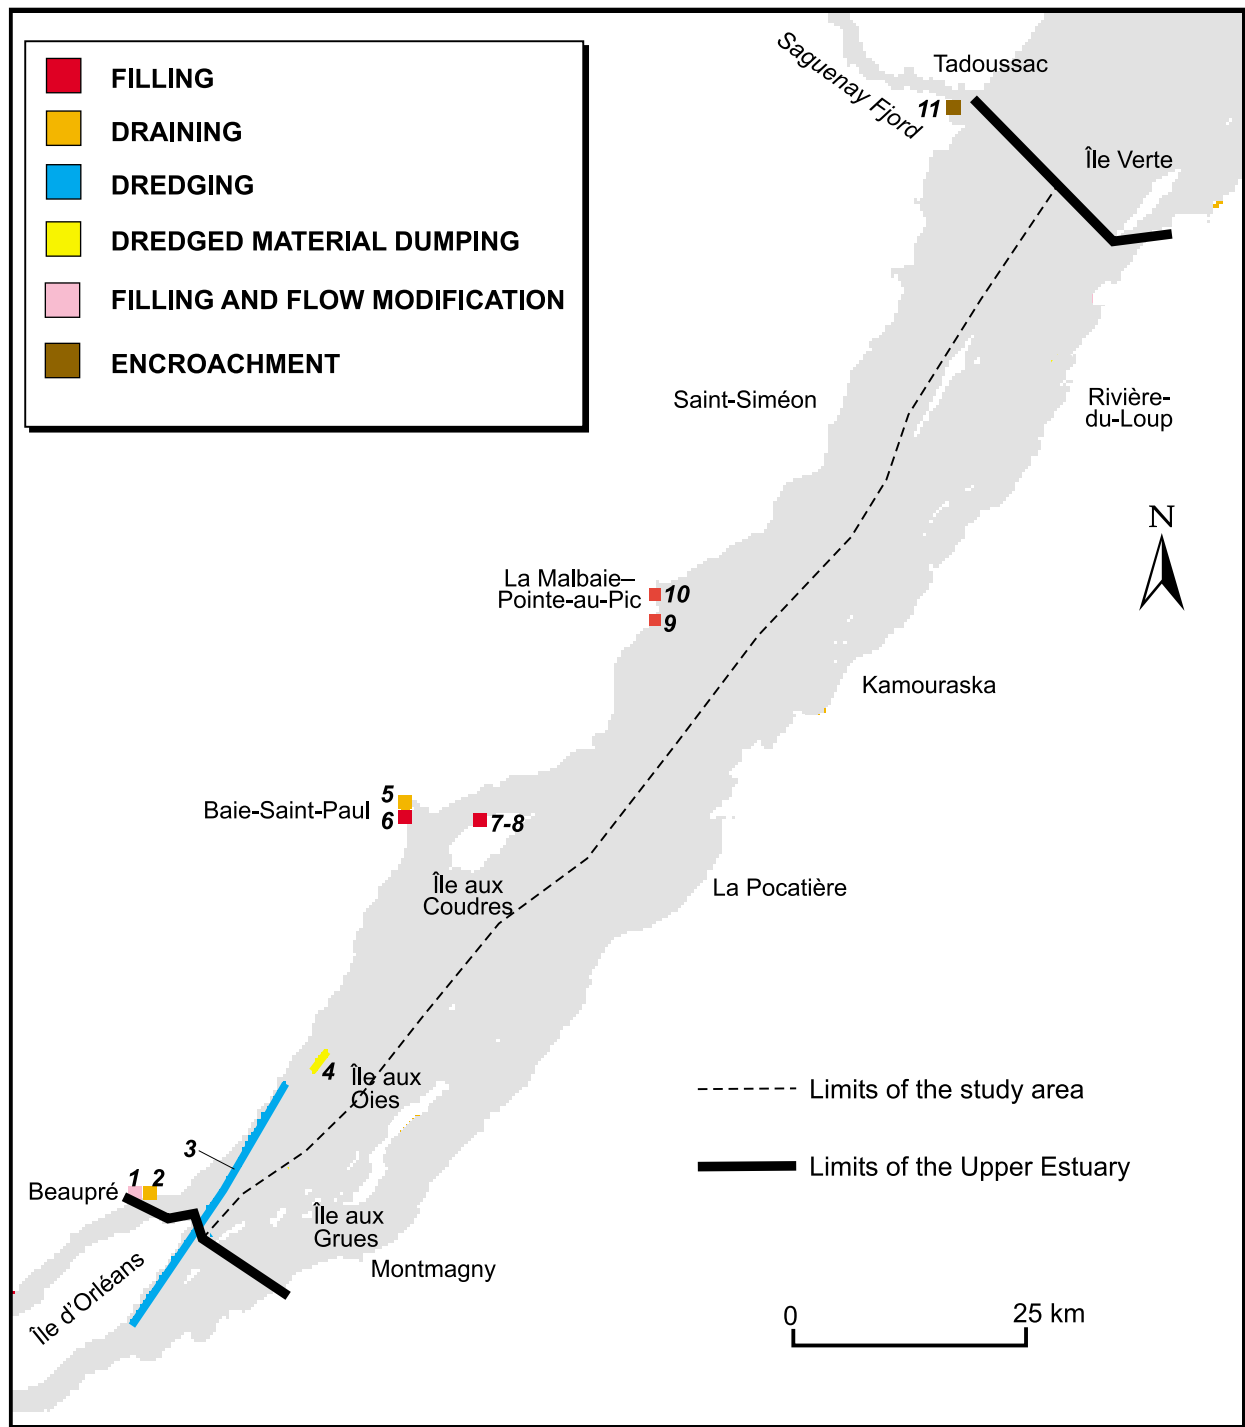 FILLING
DRAINING
DREDGING
DREDGED MATERIAL DUMPING
FILLING AND FLOW MODIFICATION
ENCROACHMENT
Saguenay Fjord
Tadoussac
11
Île Verte
Saint-Siméon
Rivière-
du-Loup
N
La Malbaie–
Pointe-au-Pic
10
9
Kamouraska
Baie-Saint-Paul
5
6
7-8
Île aux
Coudres
La Pocatière
4
Île aux
Oies
3
Limits of the study area
Beaupré
1
2
Limits of the Upper Estuary
Île aux
Grues
Montmagny
Île d'Orléans
0
25 km